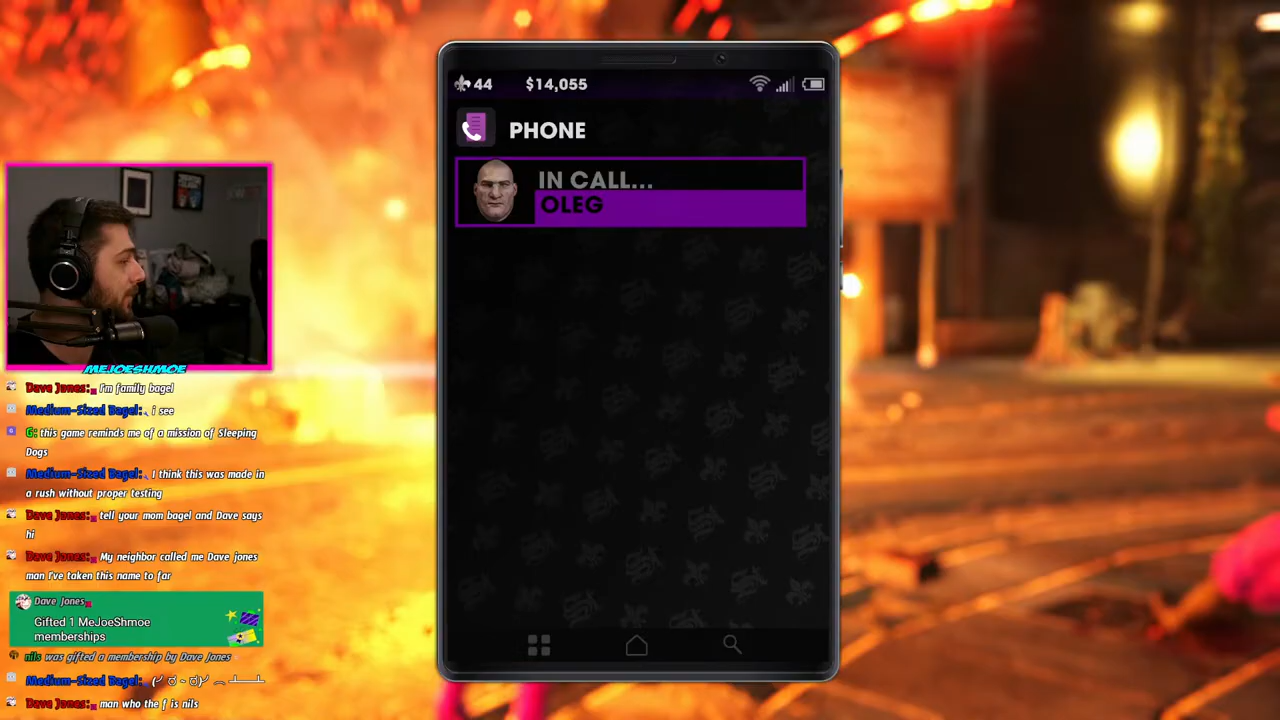 44 $14,055
PHONE
IN CALL...
OLEG
MEJOESHMOE
Dave Jones: I'm family bagel
Medium-Sized Bagel: i see
G: this game reminds me of a mission of Sleeping
Dogs
Medium-Sized Bagel: I think this was made in
a rush without proper testing
Dave Jones: tell your mom bagel and Dave says
hi
Dave Jones: My neighbor called me Dave jones
man I've taken this name to far
Dave Jones
Gifted 1 MeJoeShmoe
memberships
nils was gifted a membership by Dave Jones
Medium-Sized Bagel: (╯ಠ~ಠ)╯︵┻━┻
Dave Jones: man who the f is nils